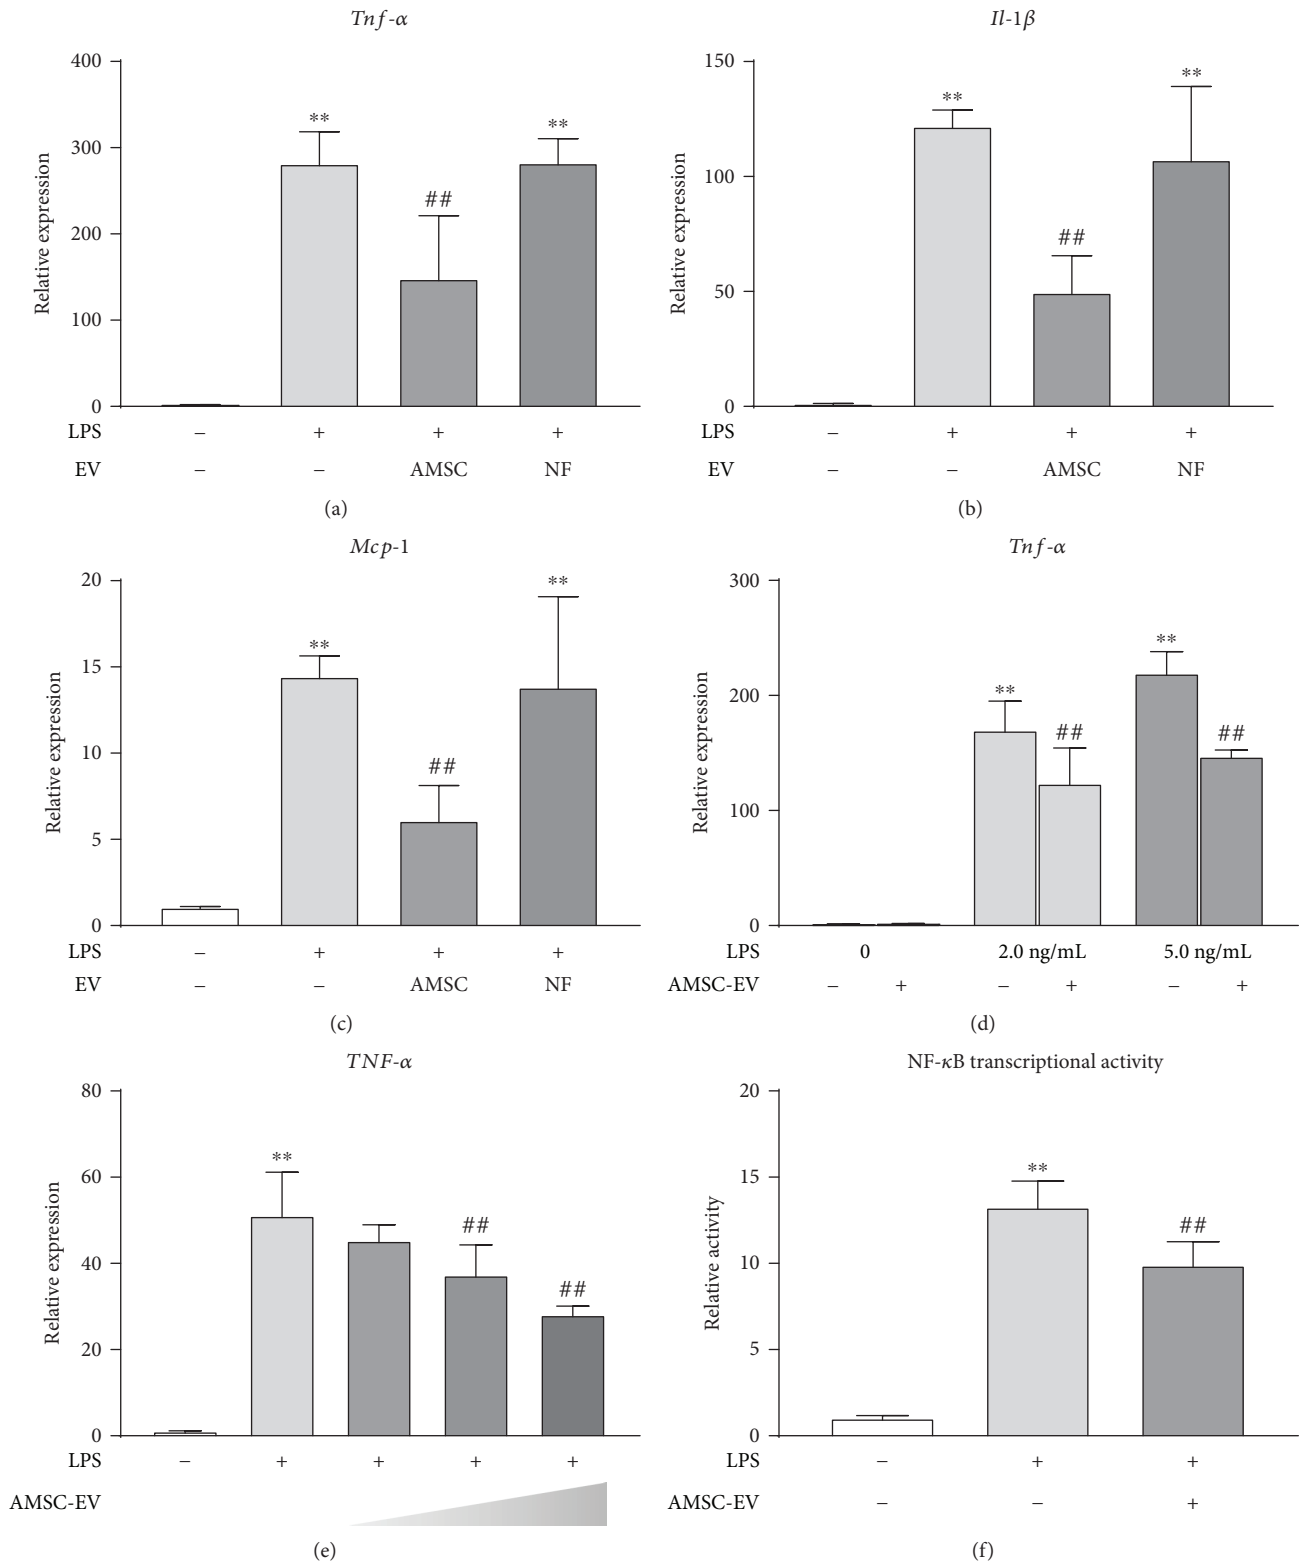 Tnf-α
Relative expression
400
300
200
100
0
** ## **
LPS – + + +
EV – – AMSC NF
(a)
Il-1β
Relative expression
150
100
50
0
** ## **
LPS – + + +
EV – – AMSC NF
(b)
Mcp-1
Relative expression
20
15
10
5
0
** ## **
LPS – + + +
EV – – AMSC NF
(c)
Tnf-α
Relative expression
300
200
100
0
** ## ** ##
LPS 0 2.0 ng/mL 5.0 ng/mL
AMSC-EV – + – + – +
(d)
TNF-α
Relative expression
80
60
40
20
0
** ## ##
LPS – + + + +
AMSC-EV
(e)
NF-κB transcriptional activity
Relative activity
20
15
10
5
0
** ##
LPS – + +
AMSC-EV – – +
(f)